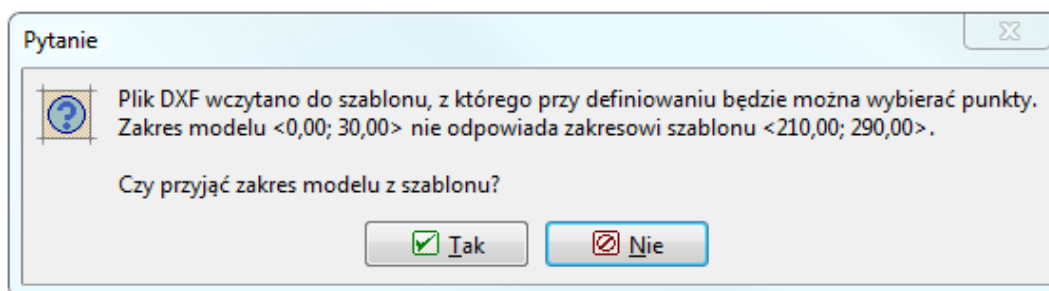 Pytanie
Plik DXF wczytano do szablonu, z którego przy definiowaniu będzie można wybierać punkty.
Zakres modelu <0,00; 30,00> nie odpowiada zakresowi szablonu <210,00; 290,00>.
Czy przyjąć zakres modelu z szablonu?
Tak
Nie